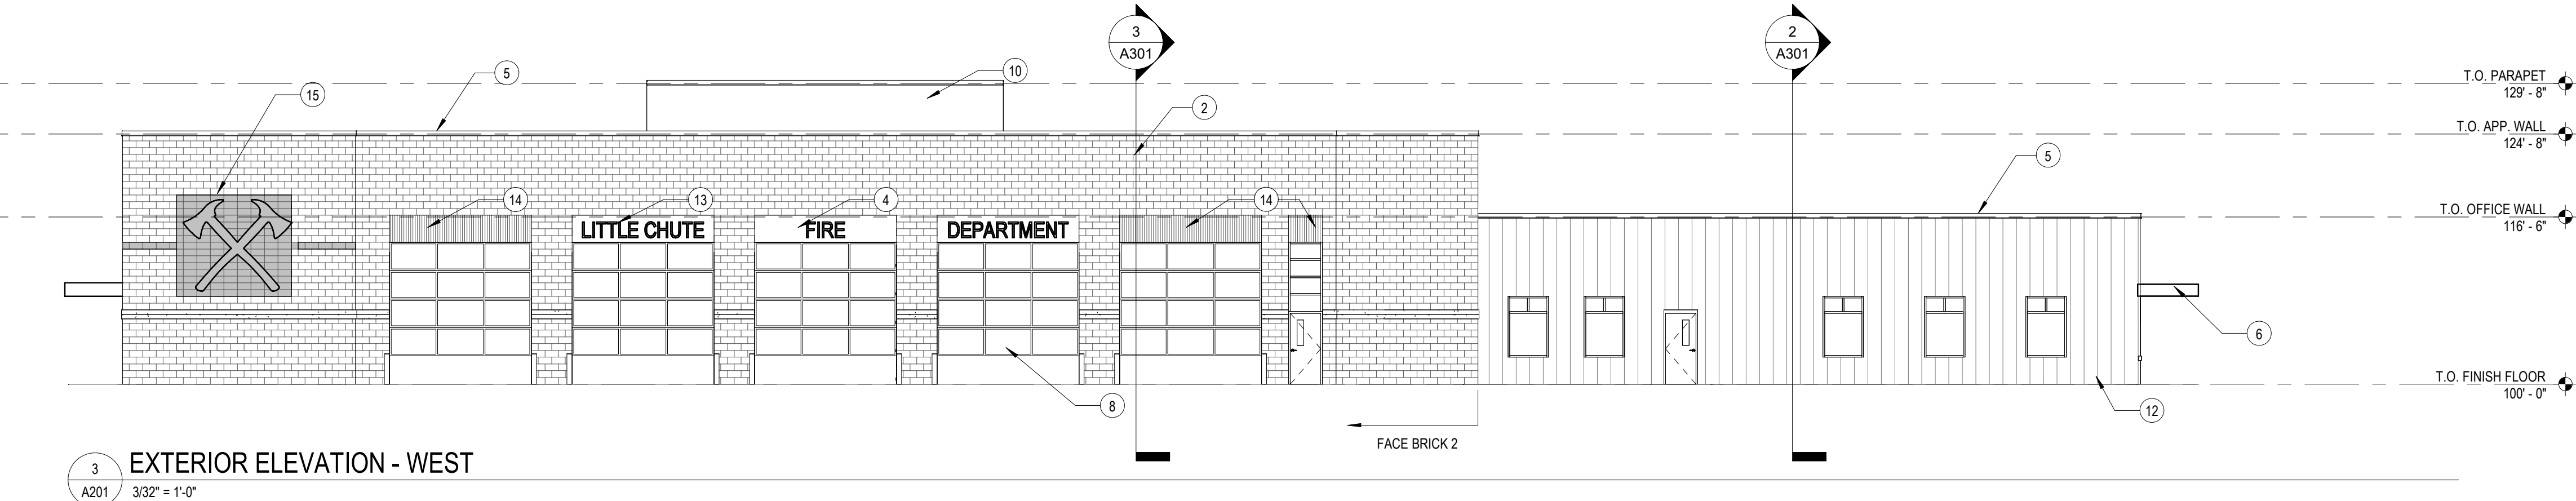 3
A301
2
A301
5
10
15
2
5
T.O. PARAPET
129' - 8"
T.O. APP. WALL
124' - 8"
T.O. OFFICE WALL
116' - 6"
14
13
4
14
LITTLE CHUTE
FIRE
DEPARTMENT
6
8
12
T.O. FINISH FLOOR
100' - 0"
FACE BRICK 2
3
A201
EXTERIOR ELEVATION - WEST
3/32" = 1'-0"